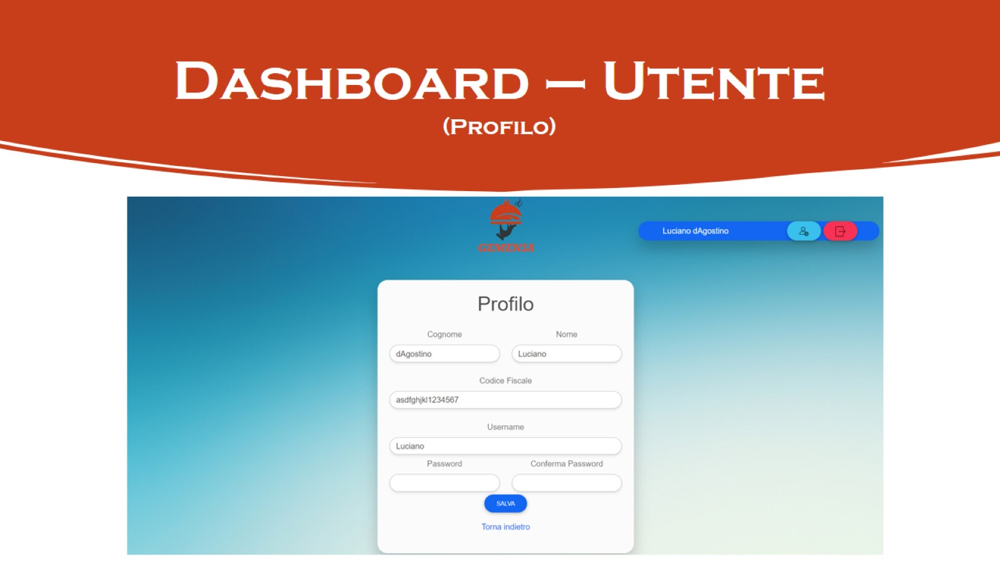 Dashboard – Utente
(Profilo)
GEMENSA
Luciano dAgostino
Profilo
Cognome Nome
dAgostino Luciano
Codice Fiscale
asdfghjkl1234567
Username
Luciano
Password Conferma Password
SALVA
Torna indietro